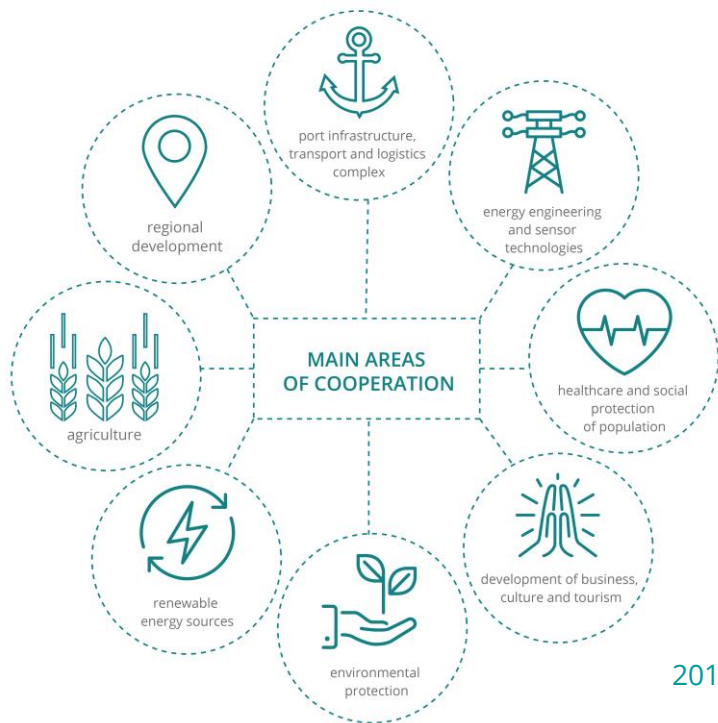 port infrastructure,
transport and logistics
complex
energy engineering
and sensor
technologies
healthcare and social
protection
of population
development of business,
culture and tourism
environmental
protection
renewable
energy sources
agriculture
regional
development
MAIN AREAS
OF COOPERATION
201